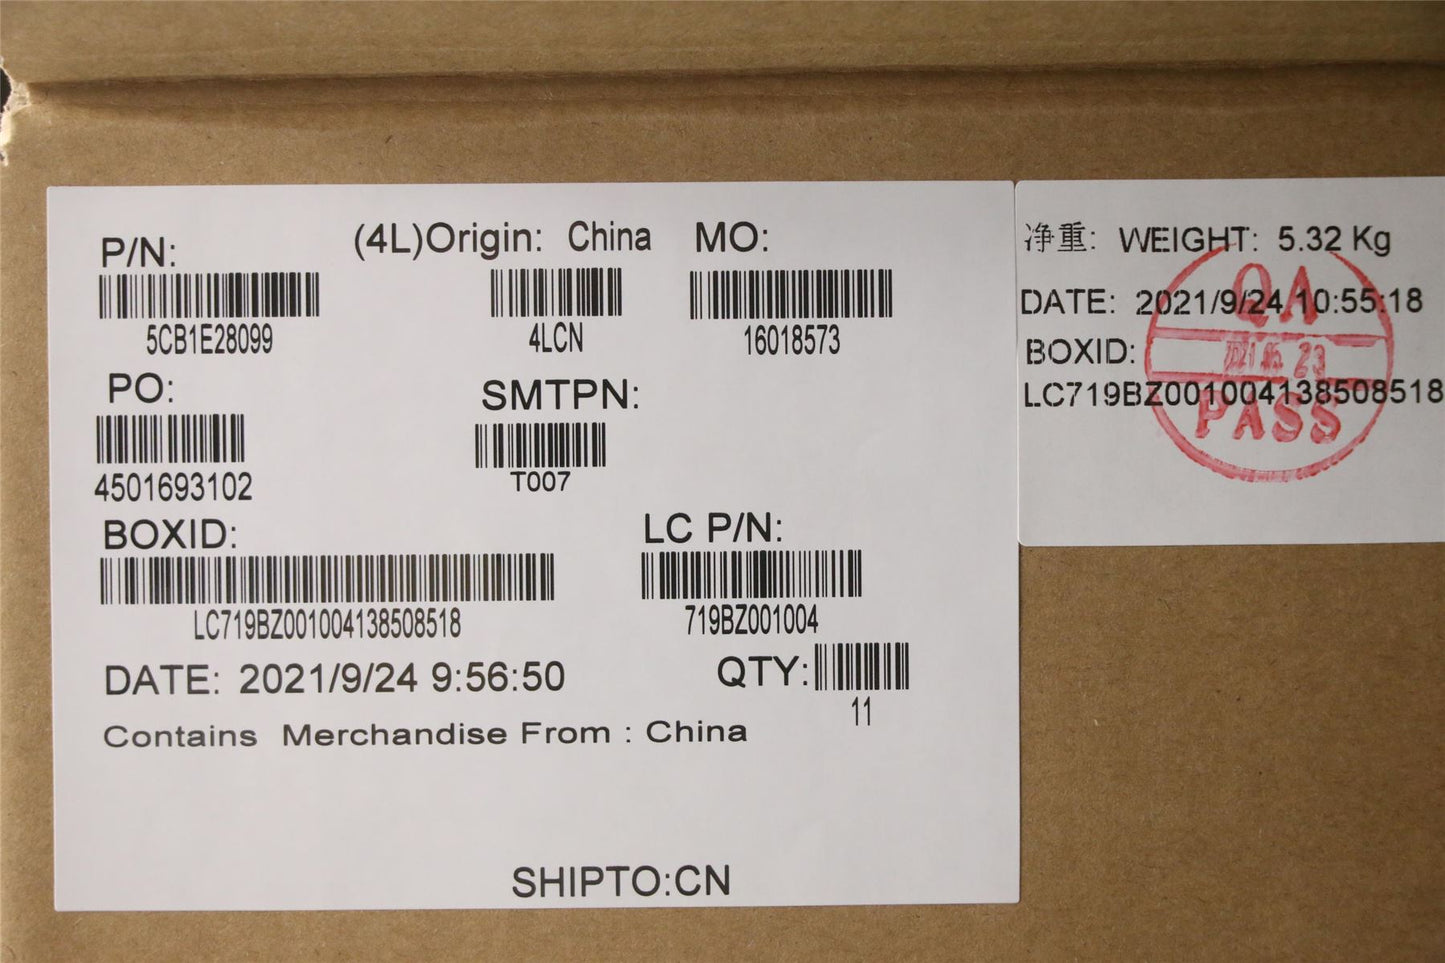 P/N:
5CB1E28099
(4L)Origin: China
4LCN
MO:
16018573
PO:
4501693102
SMTPN:
T007
BOXID:
LC719BZ001004138508518
LC P/N:
719BZ001004
DATE: 2021/9/24 9:56:50
QTY:
11
Contains Merchandise From : China
SHIPTO:CN
净重: WEIGHT: 5.32 Kg
DATE: 2021/9/24 10:55:18
BOXID:
LC719BZ001004138508518
QA
PASS